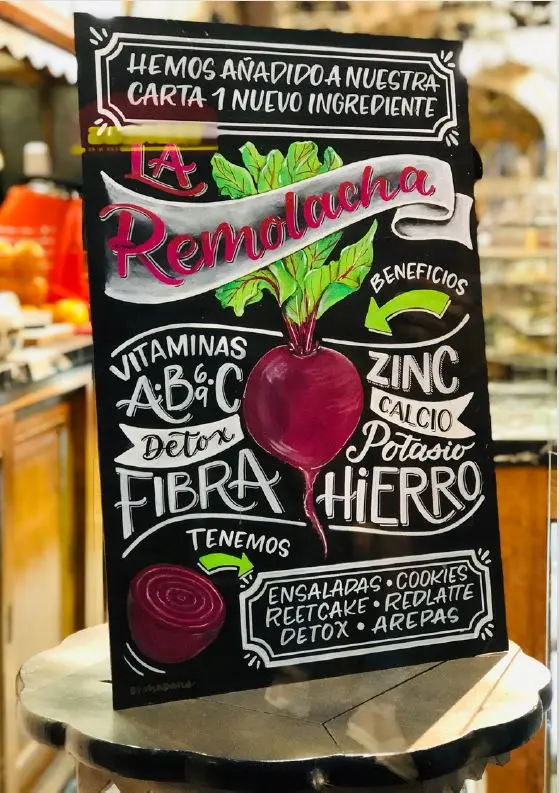 HEMOS AÑADIDO A NUESTRA
CARTA 1 NUEVO INGREDIENTE
LA
Remolacha
BENEFICIOS
VITAMINAS
A·B6 9·C
Detox
FIBRA
ZINC
CALCIO
Potasio
HIERRO
TENEMOS
ENSALADAS · COOKIES
REETCAKE · REDLATTE
DETOX · AREPAS